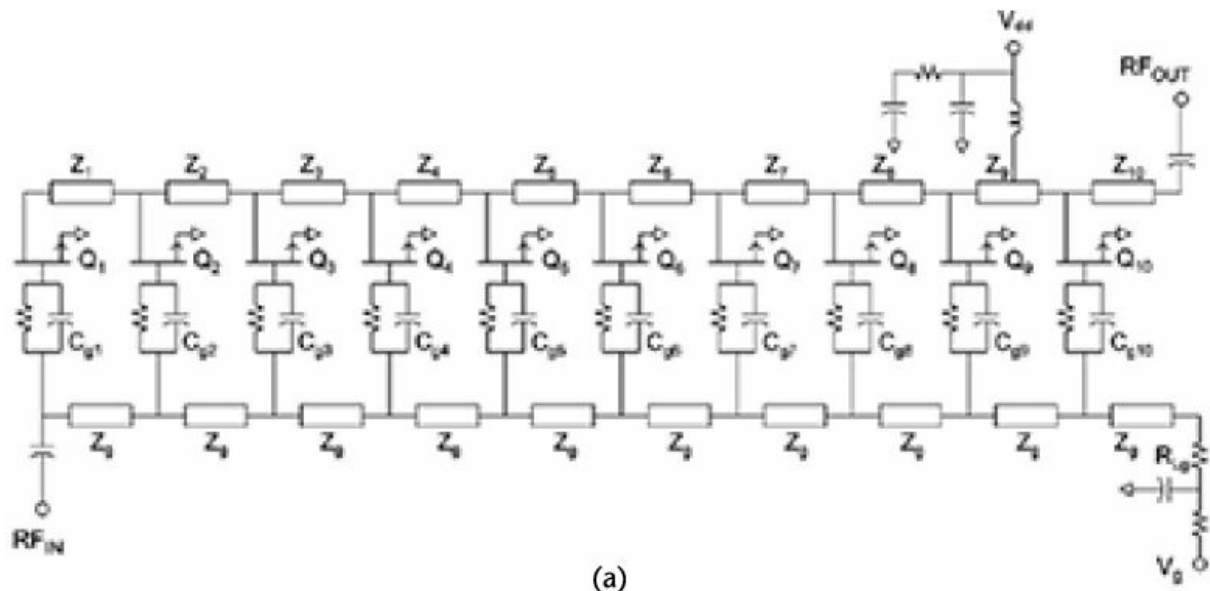 V_dd
RF_OUT
Z_1 Z_2 Z_3 Z_4 Z_5 Z_6 Z_7 Z_8 Z_9 Z_10
Q_1 Q_2 Q_3 Q_4 Q_5 Q_6 Q_7 Q_8 Q_9 Q_10
C_g1 C_g2 C_g3 C_g4 C_g5 C_g6 C_g7 C_g8 C_g9 C_g10
Z_g Z_g Z_g Z_g Z_g Z_g Z_g Z_g Z_g Z_g
RF_IN
V_g
(a)